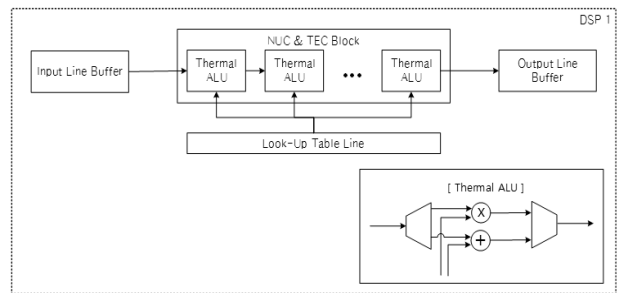 DSP 1
NUC & TEC Block
Input Line Buffer
Thermal
ALU
Thermal
ALU
•••
Thermal
ALU
Output Line
Buffer
Look-Up Table Line
[ Thermal ALU ]
X
+